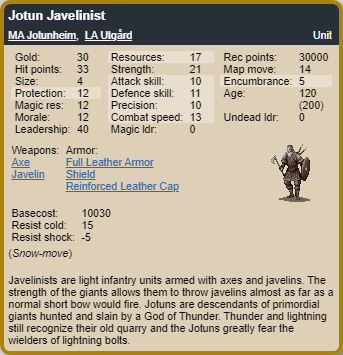 Jotun Javelinist
MA Jotunheim, LA Utgård Unit
Gold: 30 Resources: 17 Rec points: 30000
Hit points: 33 Strength: 21 Map move: 14
Size: 4 Attack skill: 10 Encumbrance: 5
Protection: 12 Defence skill: 11 Age: 120
Magic res: 12 Precision: 10 (200)
Morale: 12 Combat speed: 13 Undead ldr: 0
Leadership: 40 Magic ldr: 0
Weapons: Armor:
Axe Full Leather Armor
Javelin Shield
Reinforced Leather Cap
Basecost: 10030
Resist cold: 15
Resist shock: -5
(Snow-move)
Javelinists are light infantry units armed with axes and javelins. The
strength of the giants allows them to throw javelins almost as far as a
normal short bow would fire. Jotuns are descendants of primordial
giants hunted and slain by a God of Thunder. Thunder and lightning
still recognize their old quarry and the Jotuns greatly fear the
wielders of lightning bolts.